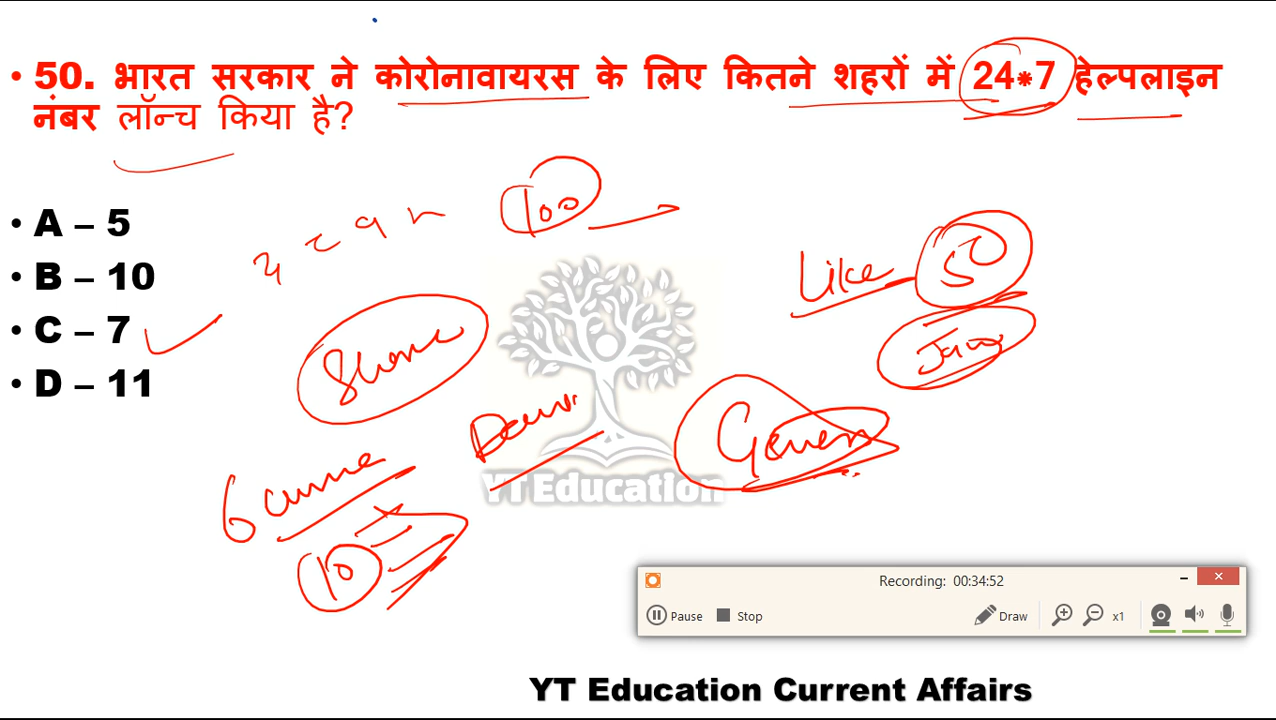 • 50. भारत सरकार ने कोरोनावायरस के लिए कितने शहरों में 24*7 हेल्पलाइन
नंबर लॉन्च किया है?
• A – 5
• B – 10
• C – 7
• D – 11
100
Like 50
Share
10
YT Education
Recording: 00:34:52
Pause Stop Draw x1
YT Education Current Affairs